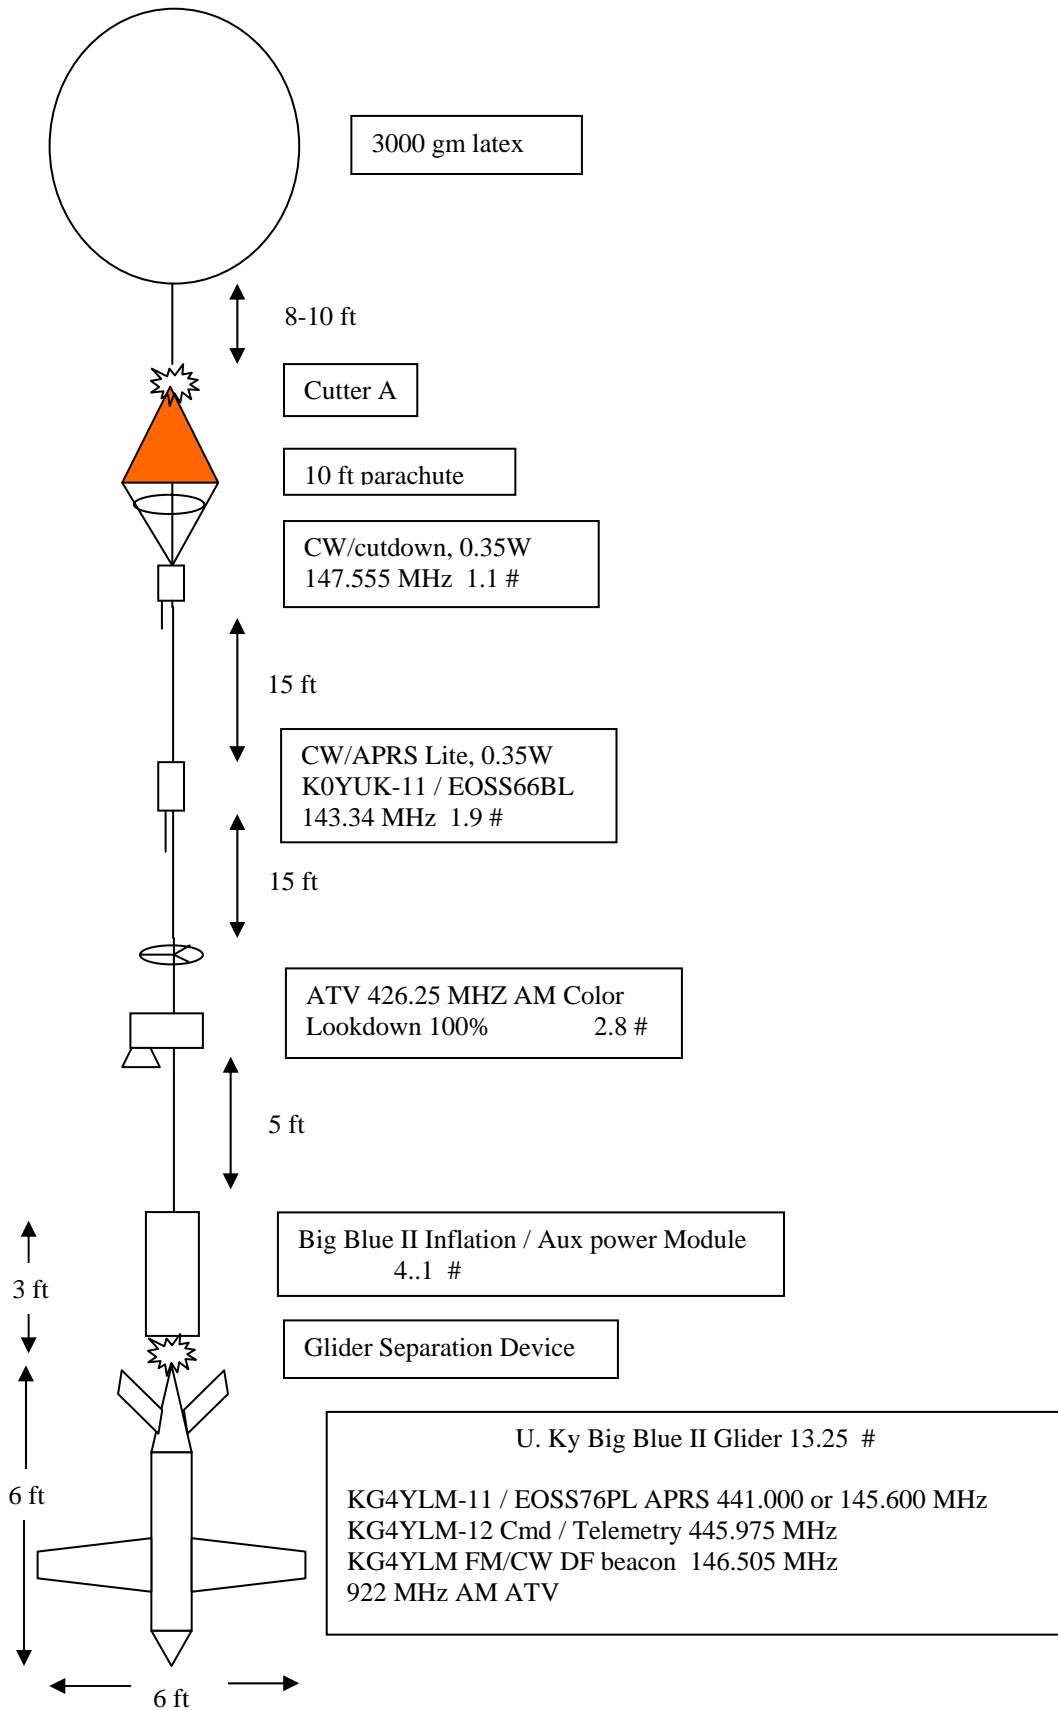 3000 gm latex
8-10 ft
Cutter A
10 ft parachute
CW/cutdown, 0.35W
147.555 MHz 1.1 #
15 ft
CW/APRS Lite, 0.35W
K0YUK-11 / EOSS66BL
143.34 MHz 1.9 #
15 ft
ATV 426.25 MHZ AM Color
Lookdown 100% 2.8 #
5 ft
Big Blue II Inflation / Aux power Module
4..1 #
3 ft
Glider Separation Device
U. Ky Big Blue II Glider 13.25 #
KG4YLM-11 / EOSS76PL APRS 441.000 or 145.600 MHz
6 ft
KG4YLM-12 Cmd / Telemetry 445.975 MHz
KG4YLM FM/CW DF beacon 146.505 MHz
922 MHz AM ATV
6 ft